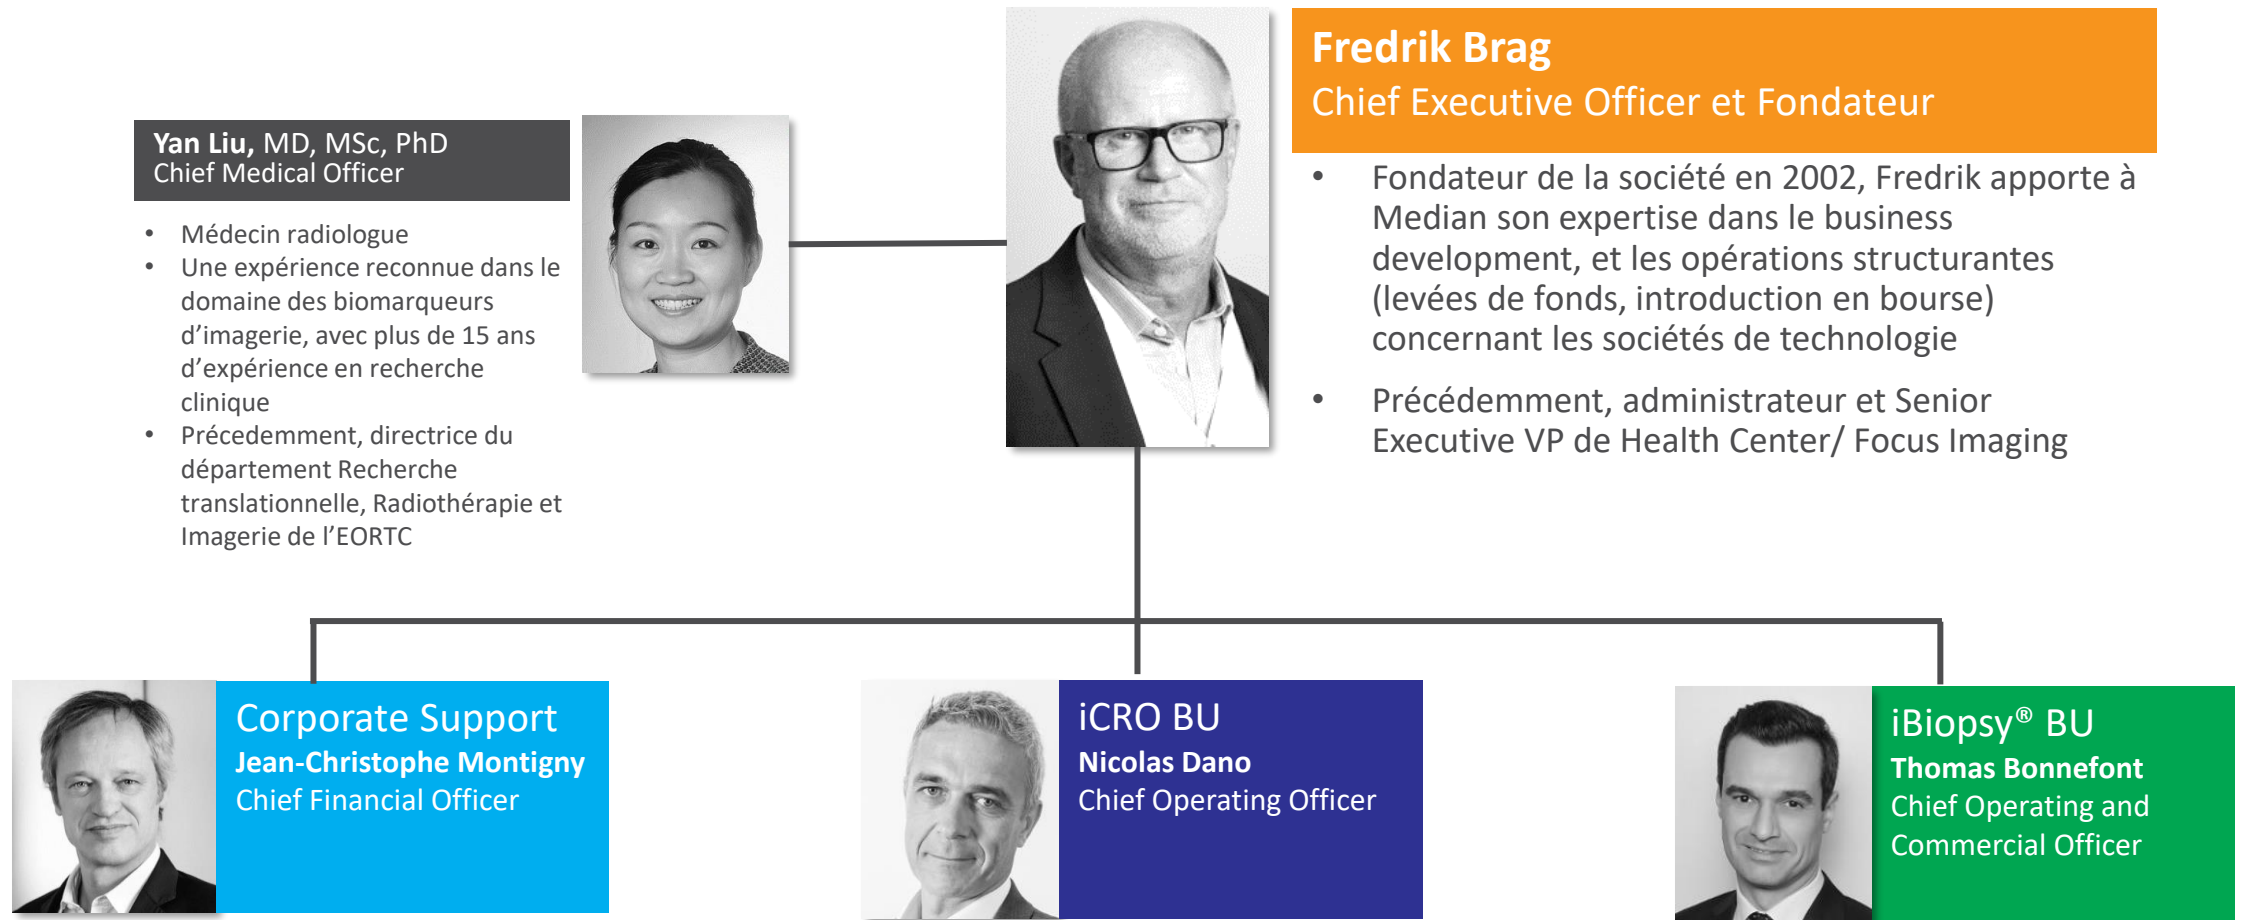 Fredrik Brag
Chief Executive Officer et Fondateur
• Fondateur de la société en 2002, Fredrik apporte à
Median son expertise dans le business
development, et les opérations structurantes
(levées de fonds, introduction en bourse)
concernant les sociétés de technologie
• Précédemment, administrateur et Senior
Executive VP de Health Center/ Focus Imaging
Yan Liu, MD, MSc, PhD
Chief Medical Officer
• Médecin radiologue
• Une expérience reconnue dans le
domaine des biomarqueurs
d’imagerie, avec plus de 15 ans
d’expérience en recherche
clinique
• Précedemment, directrice du
département Recherche
translationnelle, Radiothérapie et
Imagerie de l’EORTC
Corporate Support
Jean-Christophe Montigny
Chief Financial Officer
iCRO BU
Nicolas Dano
Chief Operating Officer
iBiopsy® BU
Thomas Bonnefont
Chief Operating and
Commercial Officer